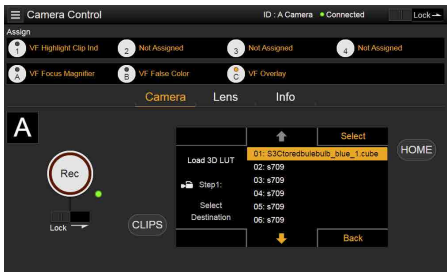 Camera Control
ID : A Camera
Connected
Lock
Assign
1 VF Highlight Clip Ind
2 Not Assigned
3 Not Assigned
4 Not Assigned
A VF Focus Magnifier
B VF False Color
C VF Overlay
Camera Lens Info
A
Select
Load 3D LUT
01: S3Ctoredbulebulb_blue_1.cube
02: s709
03: s709
04: s709
05: s709
06: s709
Step1:
Select
Destination
Back
HOME
Rec
Lock
CLIPS